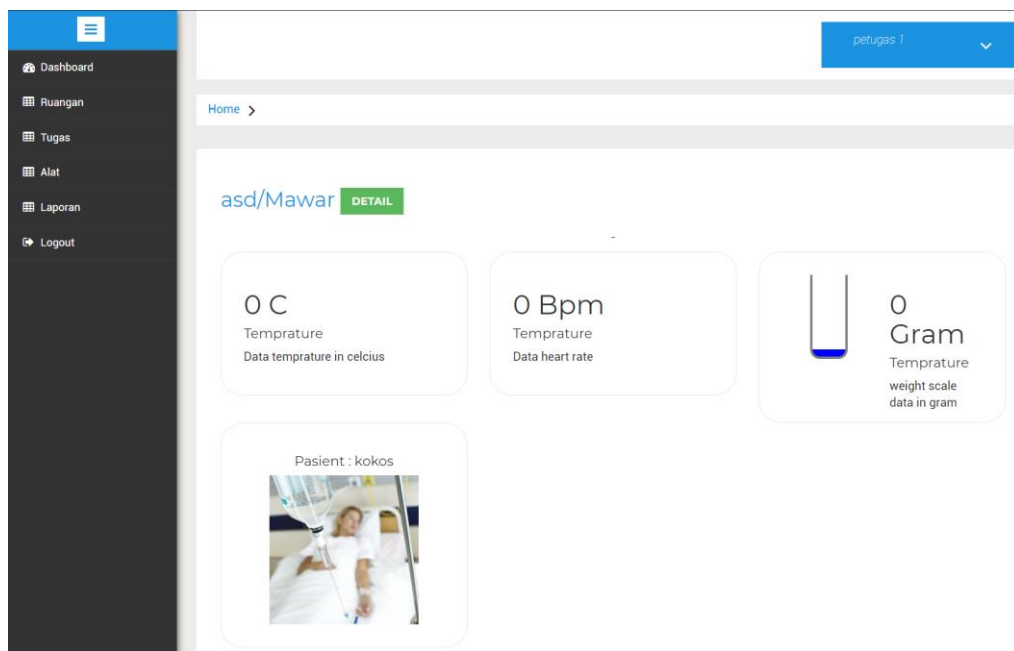 petugas 1
Dashboard
Ruangan
Tugas
Alat
Laporan
Logout
Home
asd/Mawar DETAIL
-
0 C
Temprature
Data temprature in celcius
0 Bpm
Temprature
Data heart rate
0
Gram
Temprature
weight scale
data in gram
Pasient : kokos